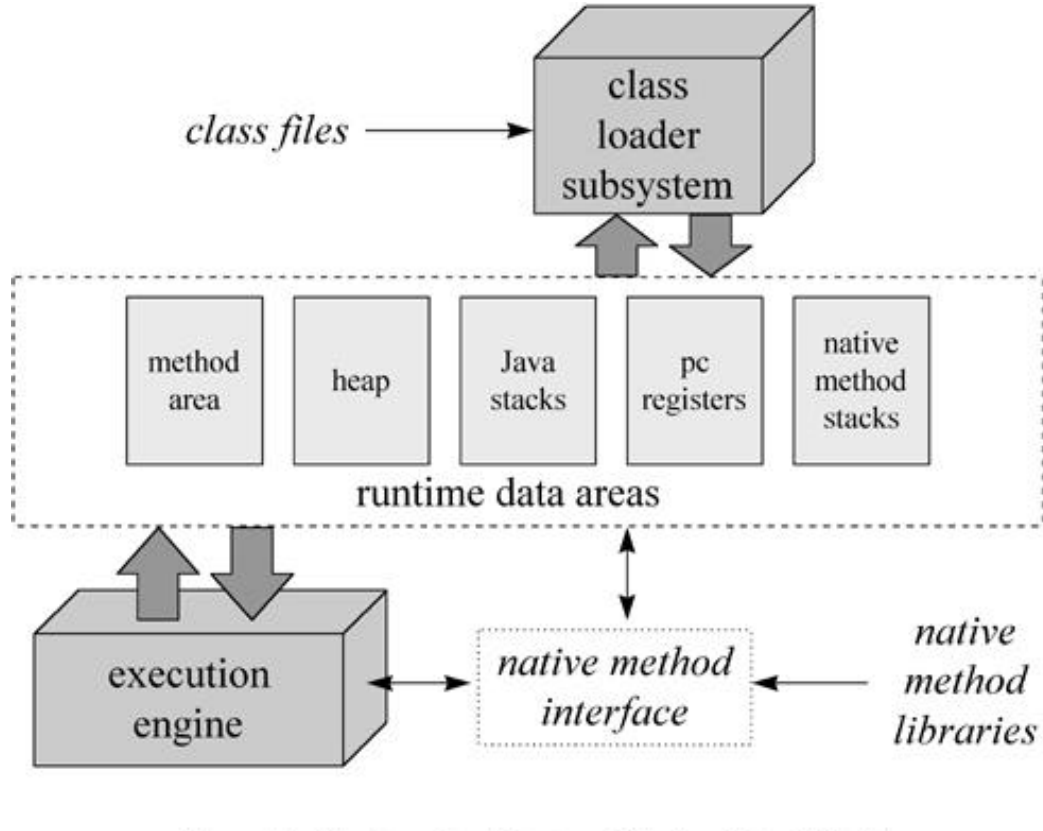 class
loader
subsystem
class files
method
area
heap
Java
stacks
pc
registers
native
method
stacks
runtime data areas
execution
engine
native method
interface
native
method
libraries